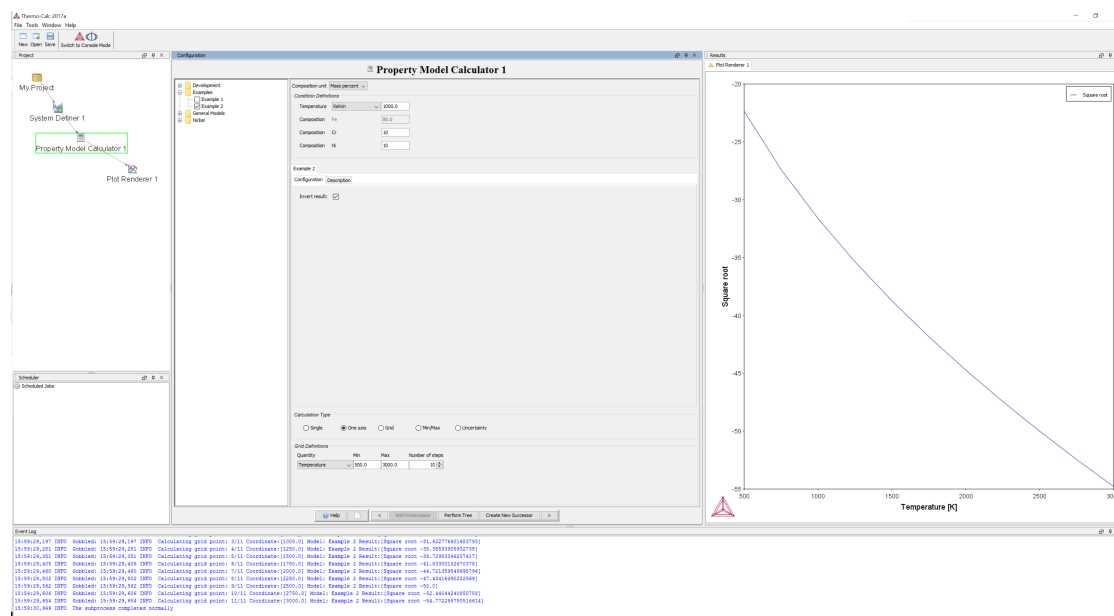 Thermo-Calc 2017a
File Tools Window Help
New Open Save Switch to Console Mode
Project
My Project
System Definer 1
Property Model Calculator 1
Plot Renderer 1
Scheduler
Scheduled Jobs
Configuration
Property Model Calculator 1
Development
Examples
Example 1
Example 2
General Models
Nickel
Composition unit Mass percent
Condition Definitions
Temperature Kelvin 1000.0
Composition Fe 80.0
Composition Cr 10
Composition Ni 10
Example 2
Configuration Description
Invert result:
Calculation Type
Single One axis Grid Min/Max Uncertainty
Grid Definitions
Quantity Min Max Number of steps
Temperature 500.0 3000.0 10
Help < Add Predecessor Perform Tree Create New Successor >
Results
Plot Renderer 1
Square root
-20
-25
-30
-35
-40
-45
-50
-55
Square root
500 1000 1500 2000 2500 30
Temperature [K]
Event Log
15:59:29,197 INFO Gobbled: 15:59:29,197 INFO Calculating grid point: 3/11 Coordinate:[1000.0] Model: Example 2 Result:[Square root -31.622776601683793]
15:59:29,281 INFO Gobbled: 15:59:29,281 INFO Calculating grid point: 4/11 Coordinate:[1250.0] Model: Example 2 Result:[Square root -35.35533905932738]
15:59:29,351 INFO Gobbled: 15:59:29,351 INFO Calculating grid point: 5/11 Coordinate:[1500.0] Model: Example 2 Result:[Square root -38.72983346207417]
15:59:29,405 INFO Gobbled: 15:59:29,405 INFO Calculating grid point: 6/11 Coordinate:[1750.0] Model: Example 2 Result:[Square root -41.83300132670378]
15:59:29,460 INFO Gobbled: 15:59:29,460 INFO Calculating grid point: 7/11 Coordinate:[2000.0] Model: Example 2 Result:[Square root -44.721359549995796]
15:59:29,502 INFO Gobbled: 15:59:29,502 INFO Calculating grid point: 8/11 Coordinate:[2250.0] Model: Example 2 Result:[Square root -47.43416490252569]
15:59:29,562 INFO Gobbled: 15:59:29,562 INFO Calculating grid point: 9/11 Coordinate:[2500.0] Model: Example 2 Result:[Square root -50.0]
15:59:29,606 INFO Gobbled: 15:59:29,606 INFO Calculating grid point: 10/11 Coordinate:[2750.0] Model: Example 2 Result:[Square root -52.44044240850758]
15:59:29,654 INFO Gobbled: 15:59:29,654 INFO Calculating grid point: 11/11 Coordinate:[3000.0] Model: Example 2 Result:[Square root -54.772255750516614]
15:59:30,949 INFO The subprocess completed normally